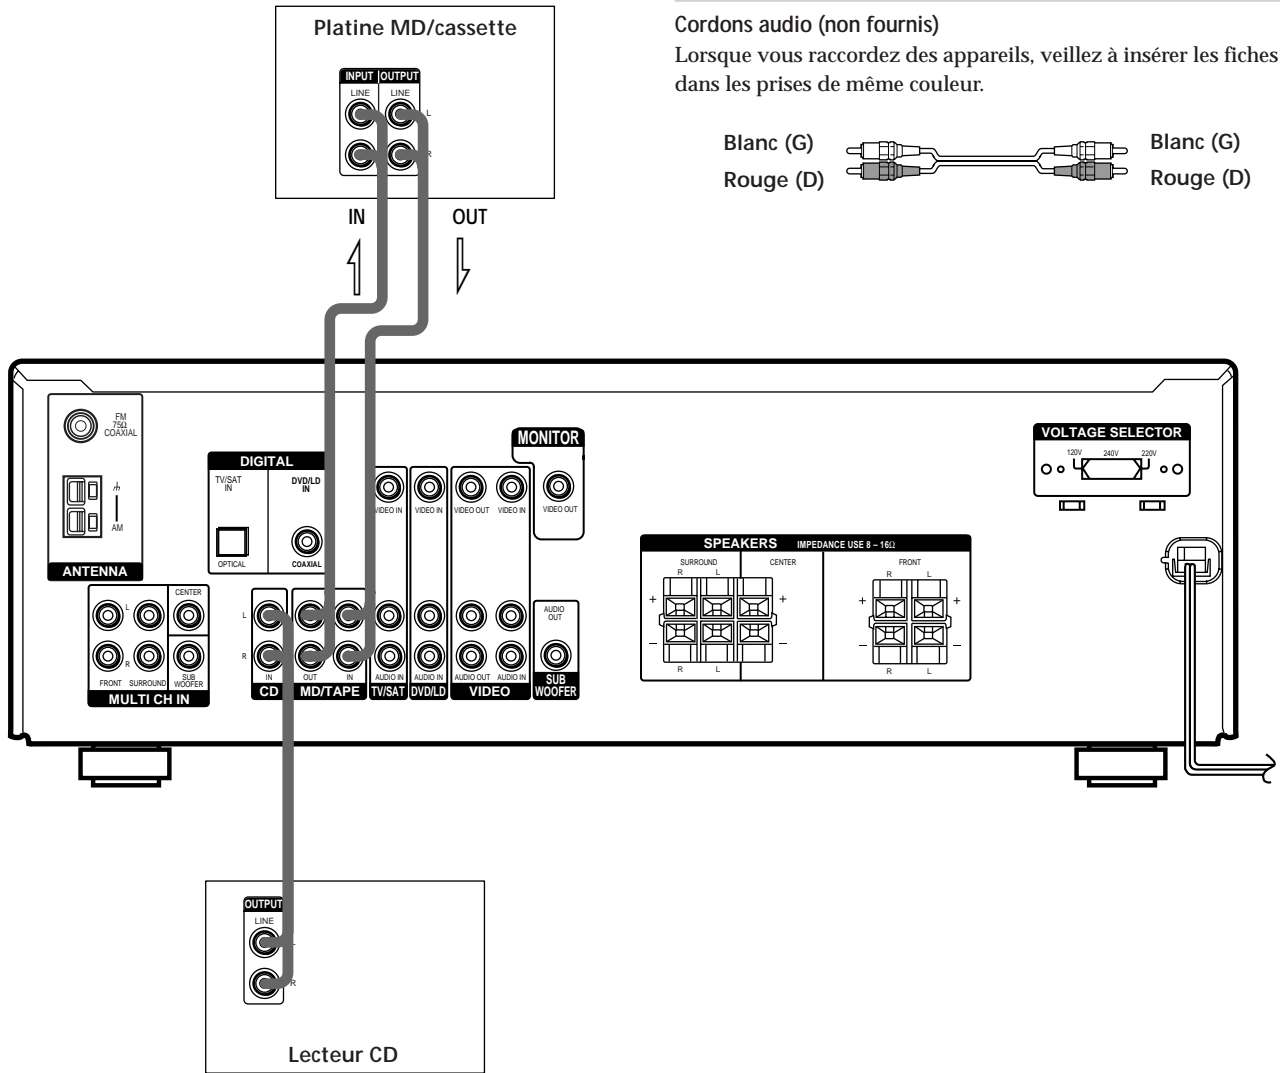 Platine MD/cassette
INPUT OUTPUT
LINE LINE
L
R
IN OUT
Cordons audio (non fournis)
Lorsque vous raccordez des appareils, veillez à insérer les fiches
dans les prises de même couleur.
Blanc (G) Blanc (G)
Rouge (D) Rouge (D)
FM
75Ω
COAXIAL
AM
ANTENNA
DIGITAL
TV/SAT
IN
DVD/LD
IN
OPTICAL COAXIAL
VIDEO IN VIDEO IN VIDEO OUT VIDEO IN
MONITOR
VIDEO OUT
VOLTAGE SELECTOR
120V 240V 220V
SPEAKERS IMPEDANCE USE 8 – 16Ω
SURROUND CENTER FRONT
R L R L
+ + + +
– – – –
R L R L
CENTER
L
R
FRONT SURROUND SUB
WOOFER
MULTI CH IN
L
R
IN OUT IN AUDIO IN AUDIO IN AUDIO OUT AUDIO IN
CD MD/TAPE TV/SAT DVD/LD VIDEO
AUDIO
OUT
SUB
WOOFER
OUTPUT
LINE
L
R
Lecteur CD